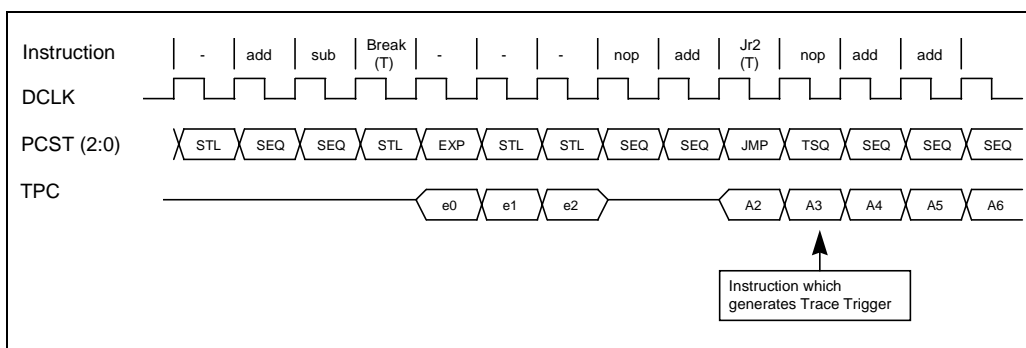 Instruction - add sub Break (T) - - - nop add Jr2 (T) nop add add
DCLK
PCST (2:0) STL SEQ SEQ STL EXP STL STL SEQ SEQ JMP TSQ SEQ SEQ SEQ
TPC e0 e1 e2 A2 A3 A4 A5 A6
Instruction which
generates Trace Trigger